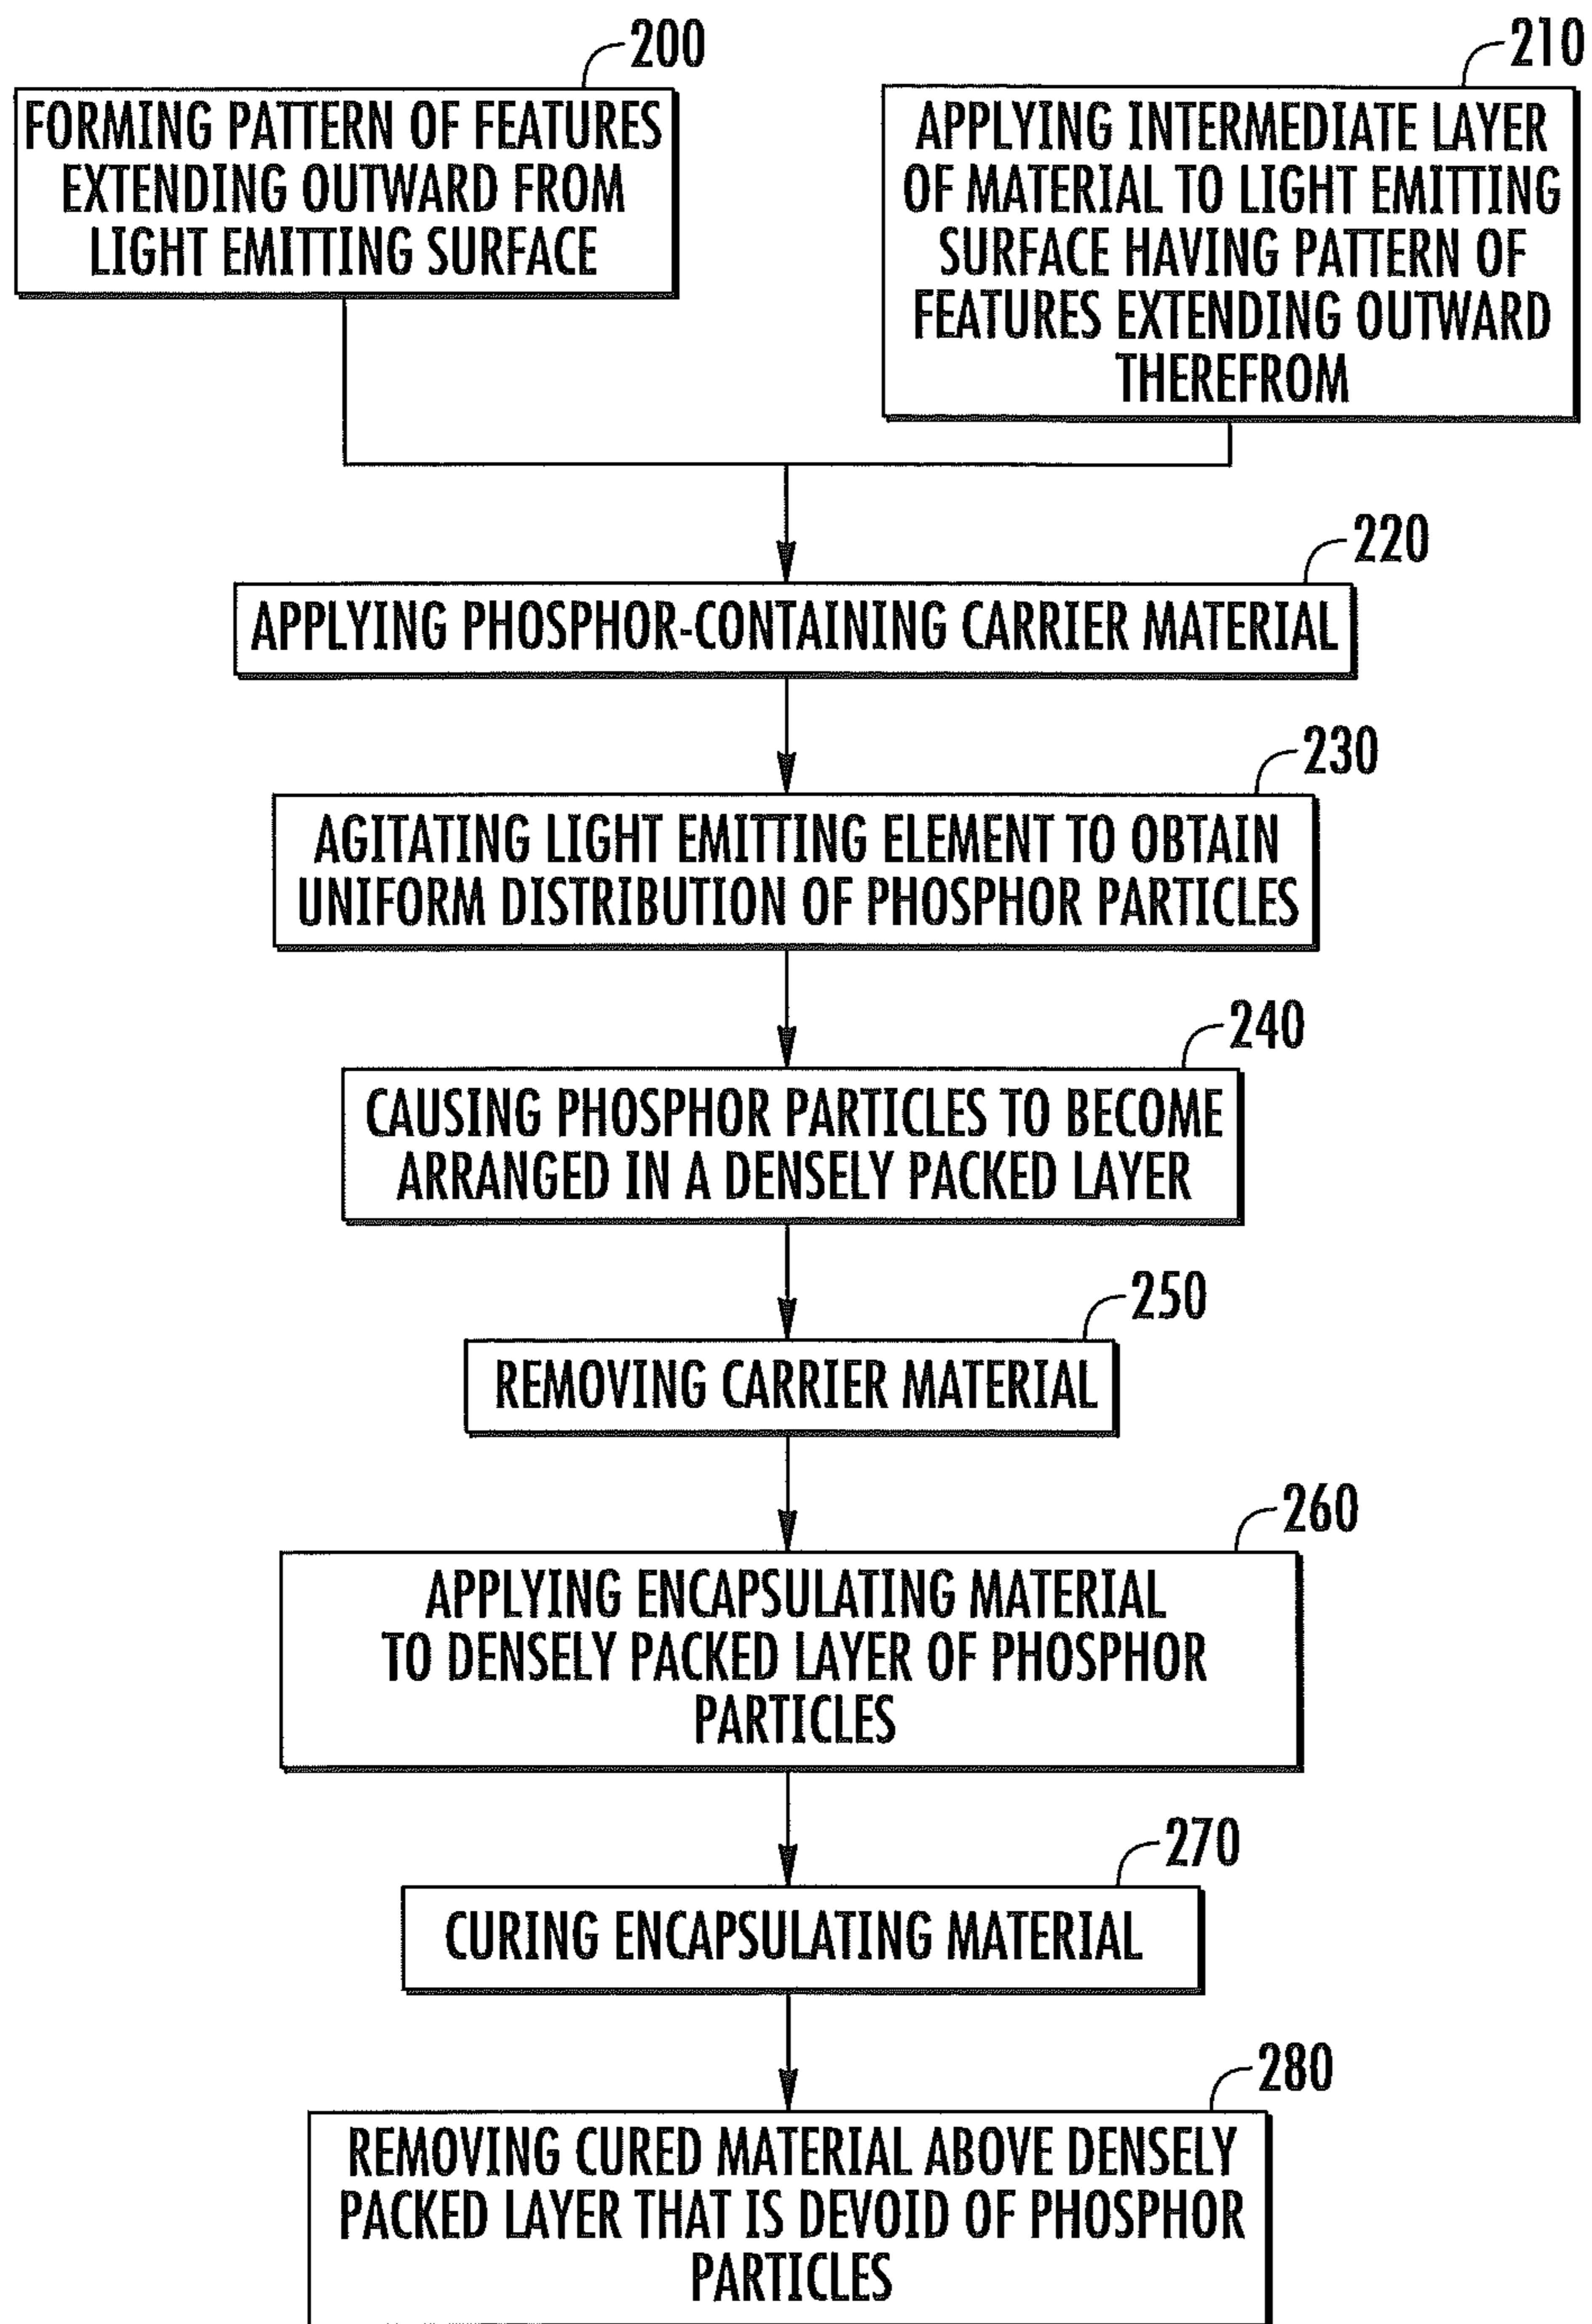 200
FORMING PATTERN OF FEATURES
EXTENDING OUTWARD FROM
LIGHT EMITTING SURFACE
210
APPLYING INTERMEDIATE LAYER
OF MATERIAL TO LIGHT EMITTING
SURFACE HAVING PATTERN OF
FEATURES EXTENDING OUTWARD
THEREFROM
220
APPLYING PHOSPHOR-CONTAINING CARRIER MATERIAL
230
AGITATING LIGHT EMITTING ELEMENT TO OBTAIN
UNIFORM DISTRIBUTION OF PHOSPHOR PARTICLES
240
CAUSING PHOSPHOR PARTICLES TO BECOME
ARRANGED IN A DENSELY PACKED LAYER
250
REMOVING CARRIER MATERIAL
260
APPLYING ENCAPSULATING MATERIAL
TO DENSELY PACKED LAYER OF PHOSPHOR
PARTICLES
270
CURING ENCAPSULATING MATERIAL
280
REMOVING CURED MATERIAL ABOVE DENSELY
PACKED LAYER THAT IS DEVOID OF PHOSPHOR
PARTICLES